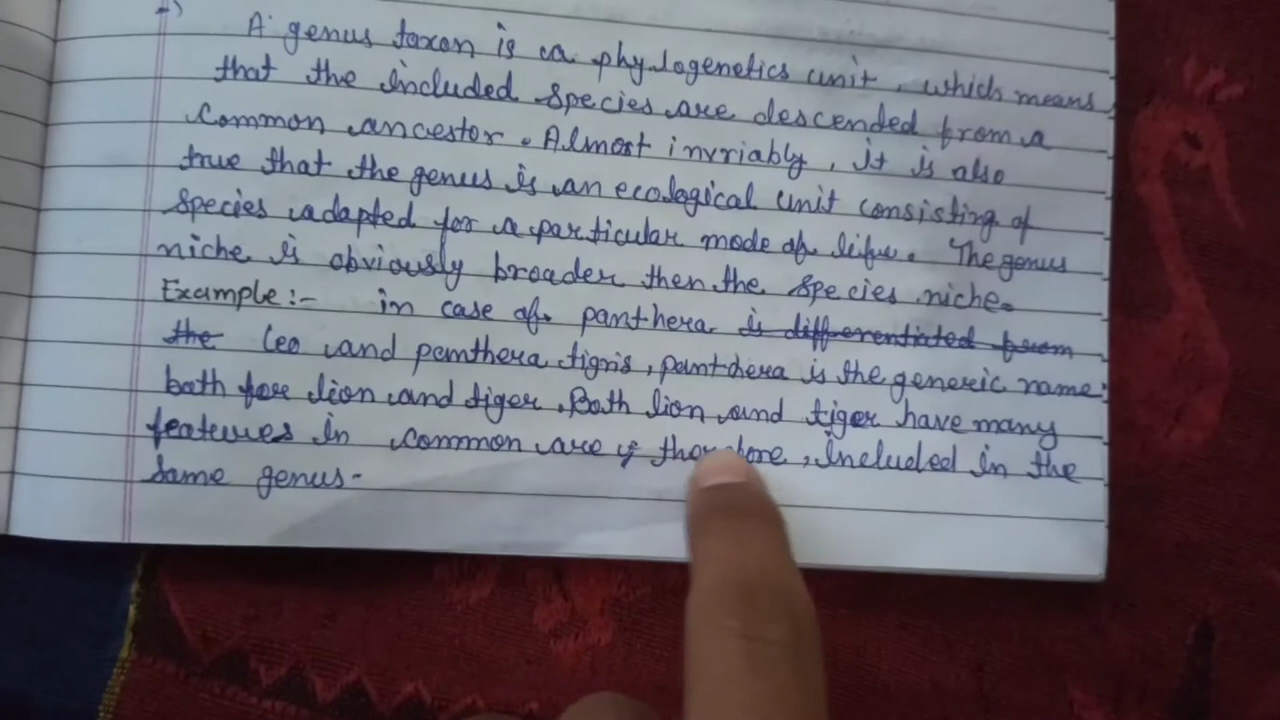 A genus taxon is a phylogenetics unit, which means
that the included species are descended from a
Common ancestor. Almost invriably, it is also
true that the genus is an ecological unit consisting of
species adapted for a particular mode of life. The genus
niche is obviously broader then the species niche.
Example:- in case of panthera is differentiated from
the leo and panthera tigris, panthera is the generic name
both for lion and tiger. Both lion and tiger have many
features in common are, included in the
same genus-